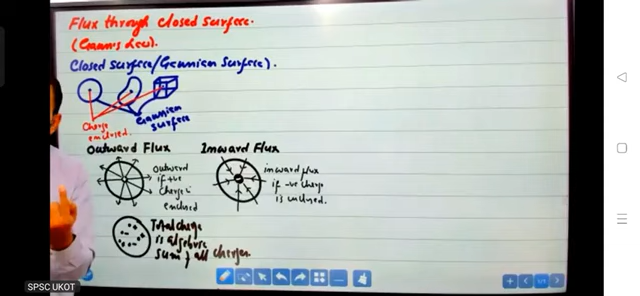 Flux through closed surface.
(Gauss's Law).
Closed surface/Gaussian surface).
Charge
enclosed.
Gaussian
surface
Outward Flux
Inward Flux
outward
if +ve
charge is
enclosed
inward flux
if -ve charge
is enclosed.
Total charge
is algebraic
sum of all charges
SPSC UKOT